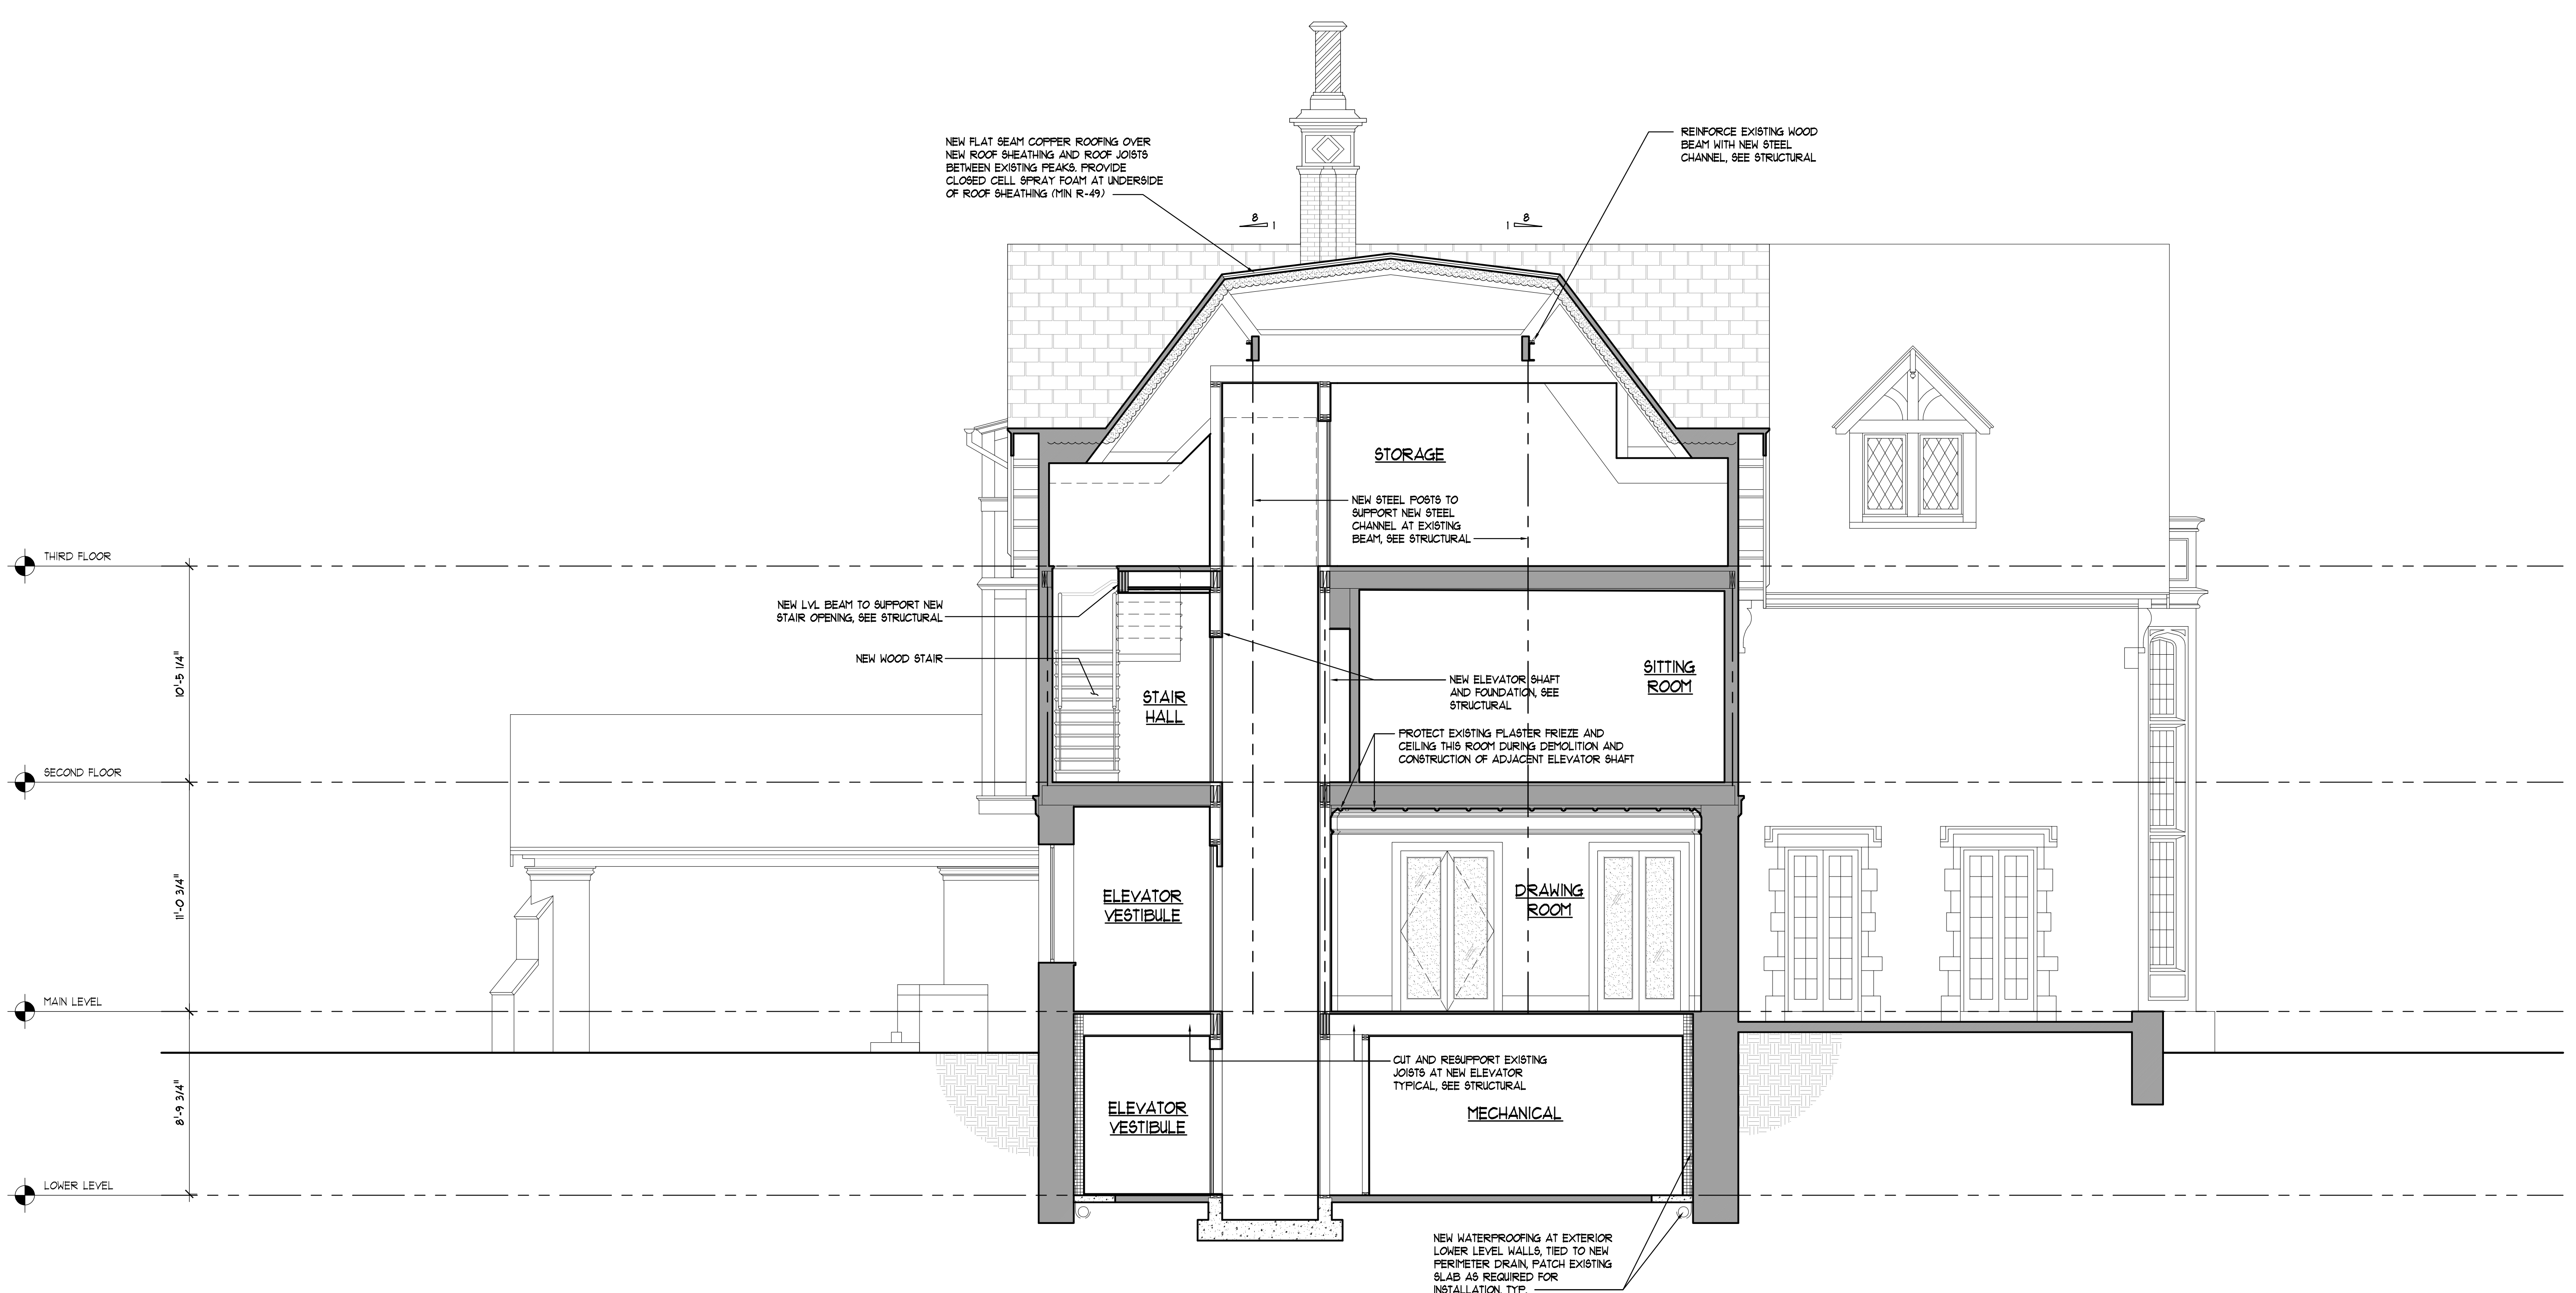 NEW FLAT SEAM COPPER ROOFING OVER
NEW ROOF SHEATHING AND ROOF JOISTS
BETWEEN EXISTING PEAKS. PROVIDE
CLOSED CELL SPRAY FOAM AT UNDERSIDE
OF ROOF SHEATHING (MIN R-49)
REINFORCE EXISTING WOOD
BEAM WITH NEW STEEL
CHANNEL, SEE STRUCTURAL
8
1
8
1
STORAGE
NEW STEEL POSTS TO
SUPPORT NEW STEEL
CHANNEL AT EXISTING
BEAM, SEE STRUCTURAL
THIRD FLOOR
NEW LVL BEAM TO SUPPORT NEW
STAIR OPENING, SEE STRUCTURAL
NEW WOOD STAIR
10'-5 1/4"
STAIR
HALL
SITTING
ROOM
NEW ELEVATOR SHAFT
AND FOUNDATION, SEE
STRUCTURAL
PROTECT EXISTING PLASTER FRIEZE AND
CEILING THIS ROOM DURING DEMOLITION AND
CONSTRUCTION OF ADJACENT ELEVATOR SHAFT
SECOND FLOOR
11'-0 3/4"
ELEVATOR
VESTIBULE
DRAWING
ROOM
MAIN LEVEL
CUT AND RESUPPORT EXISTING
JOISTS AT NEW ELEVATOR
TYPICAL, SEE STRUCTURAL
8'-9 3/4"
ELEVATOR
VESTIBULE
MECHANICAL
LOWER LEVEL
NEW WATERPROOFING AT EXTERIOR
LOWER LEVEL WALLS, TIED TO NEW
PERIMETER DRAIN, PATCH EXISTING
SLAB AS REQUIRED FOR
INSTALLATION, TYP.